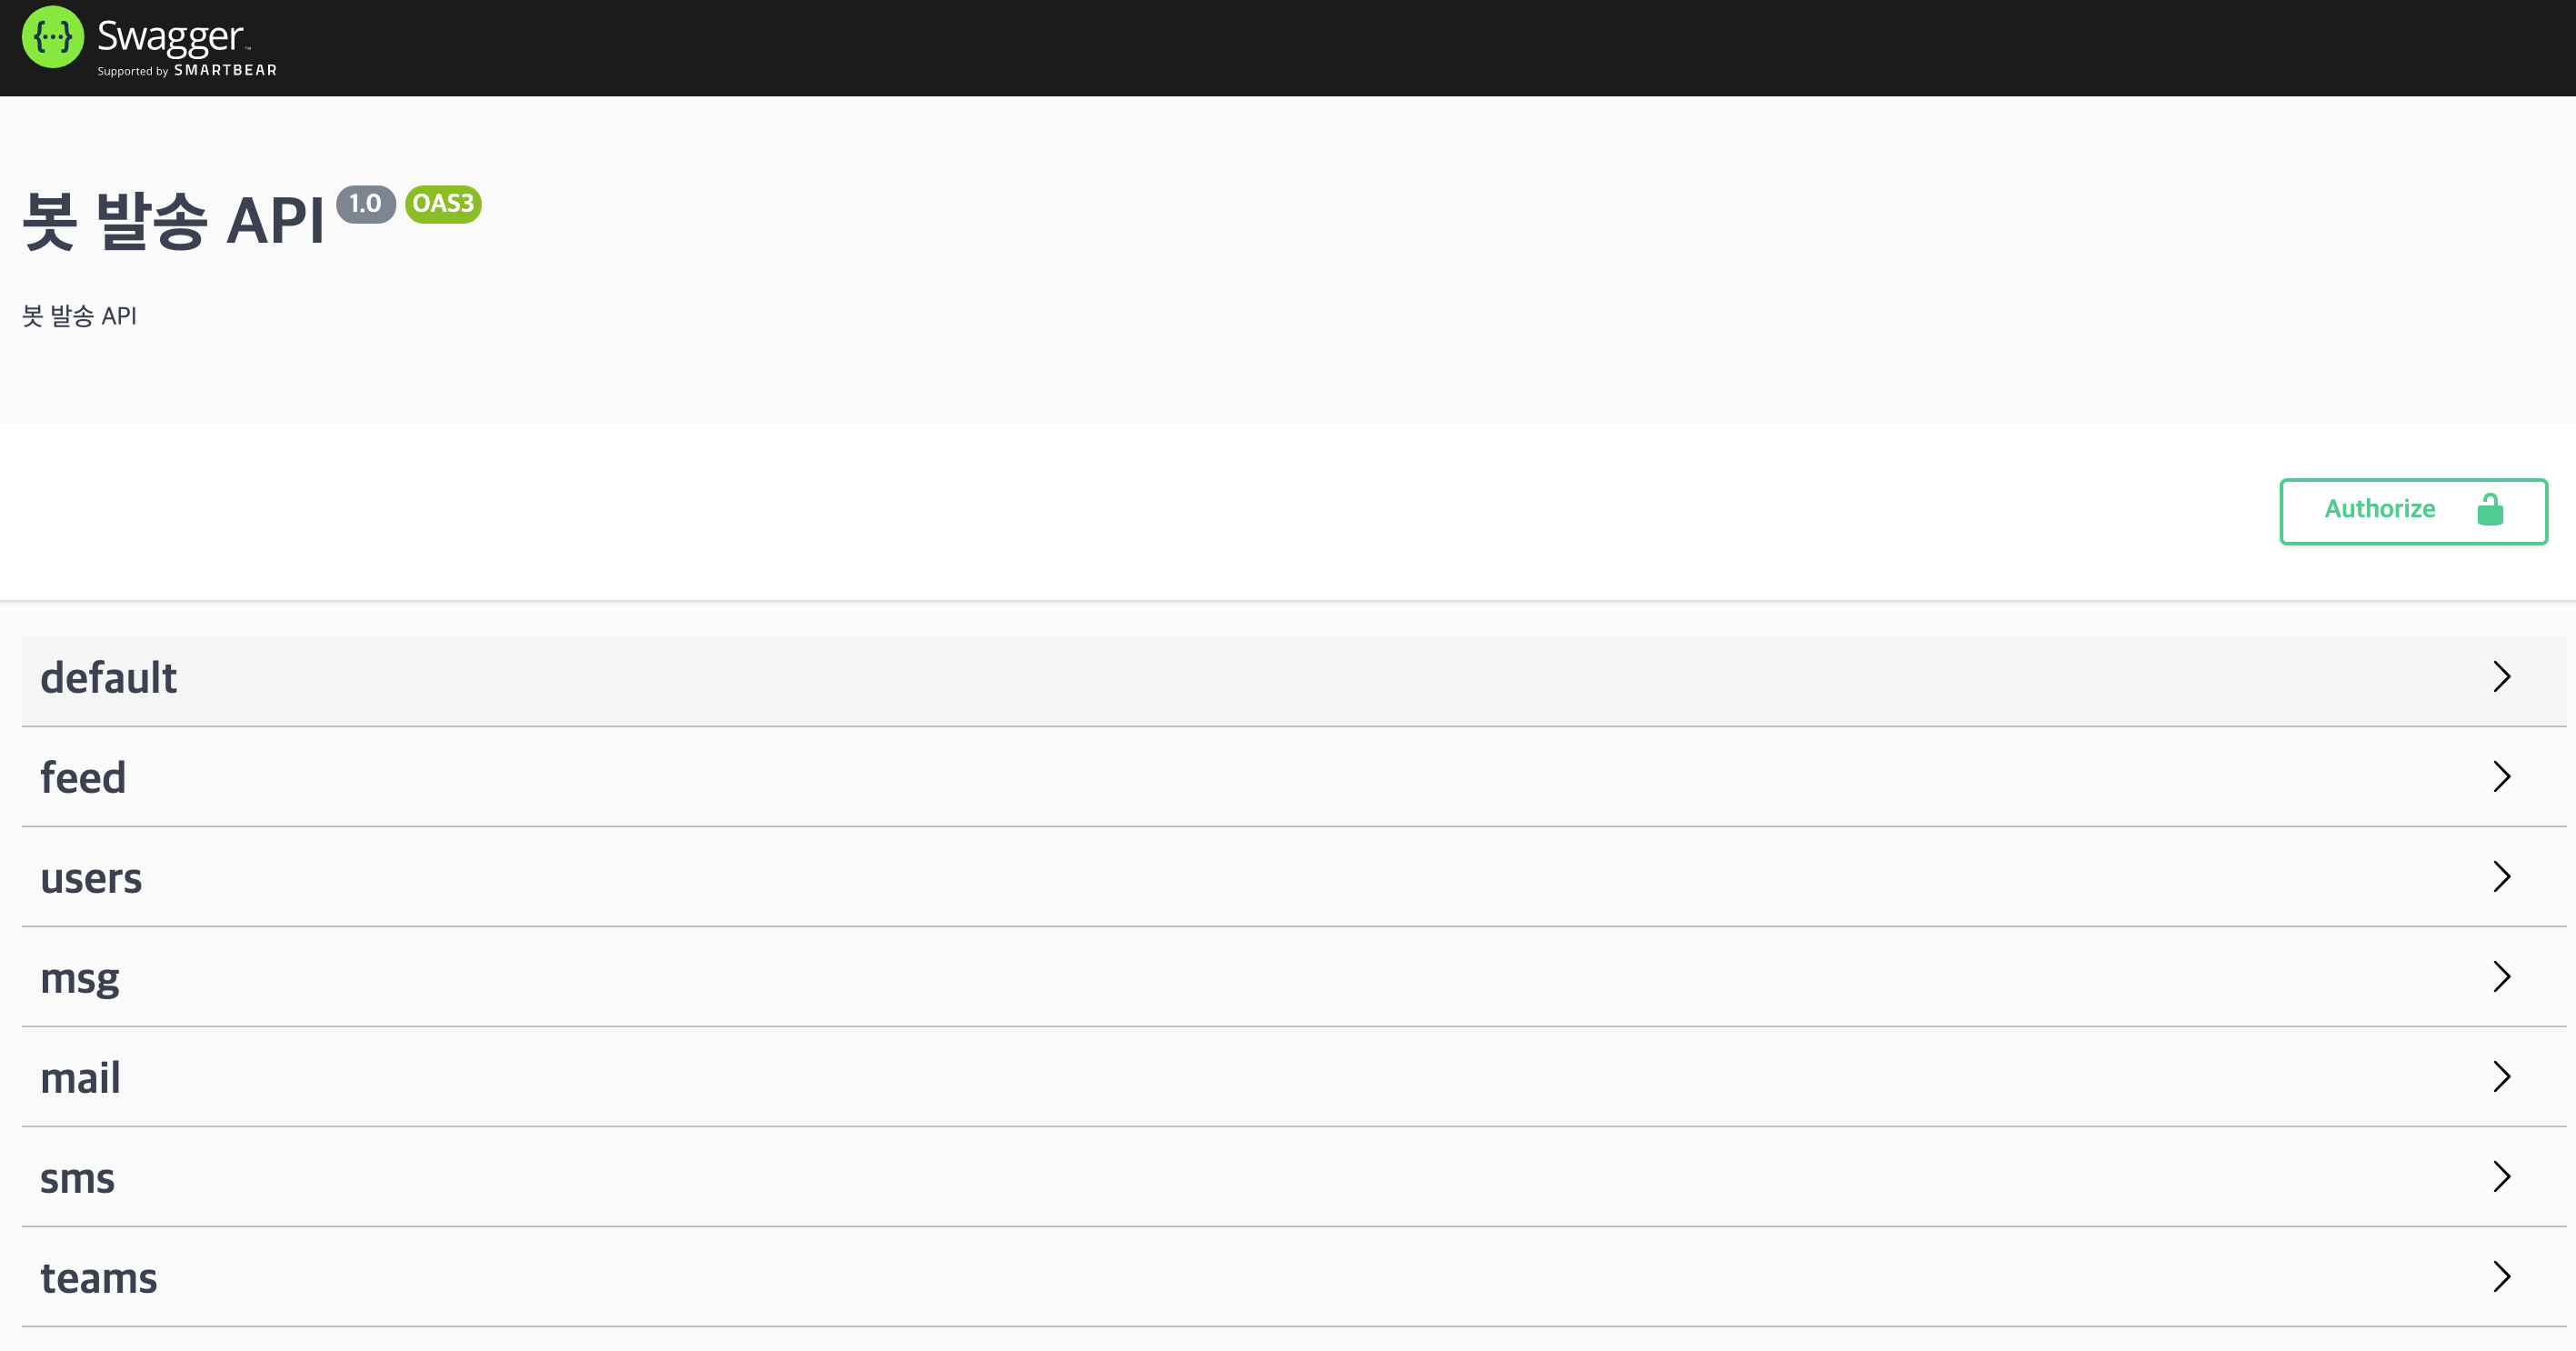 {···} Swagger™
Supported by SMARTBEAR
봇 발송 API 1.0 OAS3
봇 발송 API
Authorize
default
feed
users
msg
mail
sms
teams